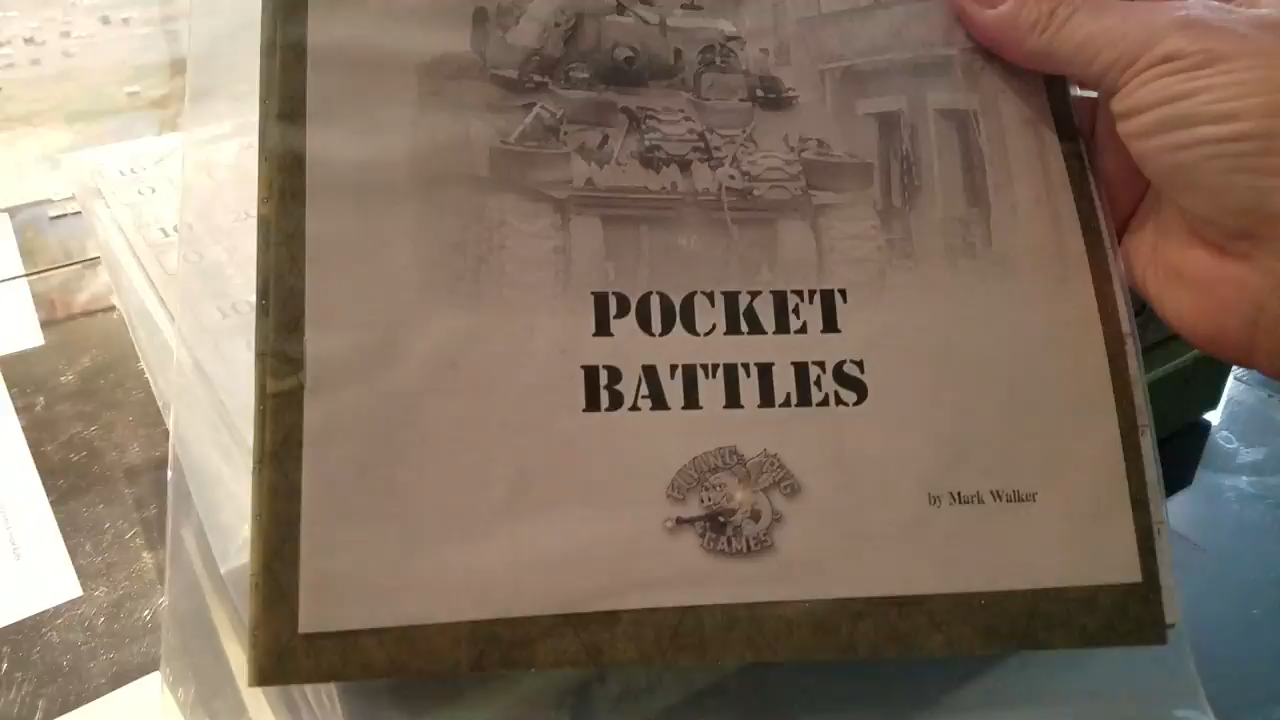 POCKET
BATTLES
FLYING PIG
GAMES
by Mark Walker